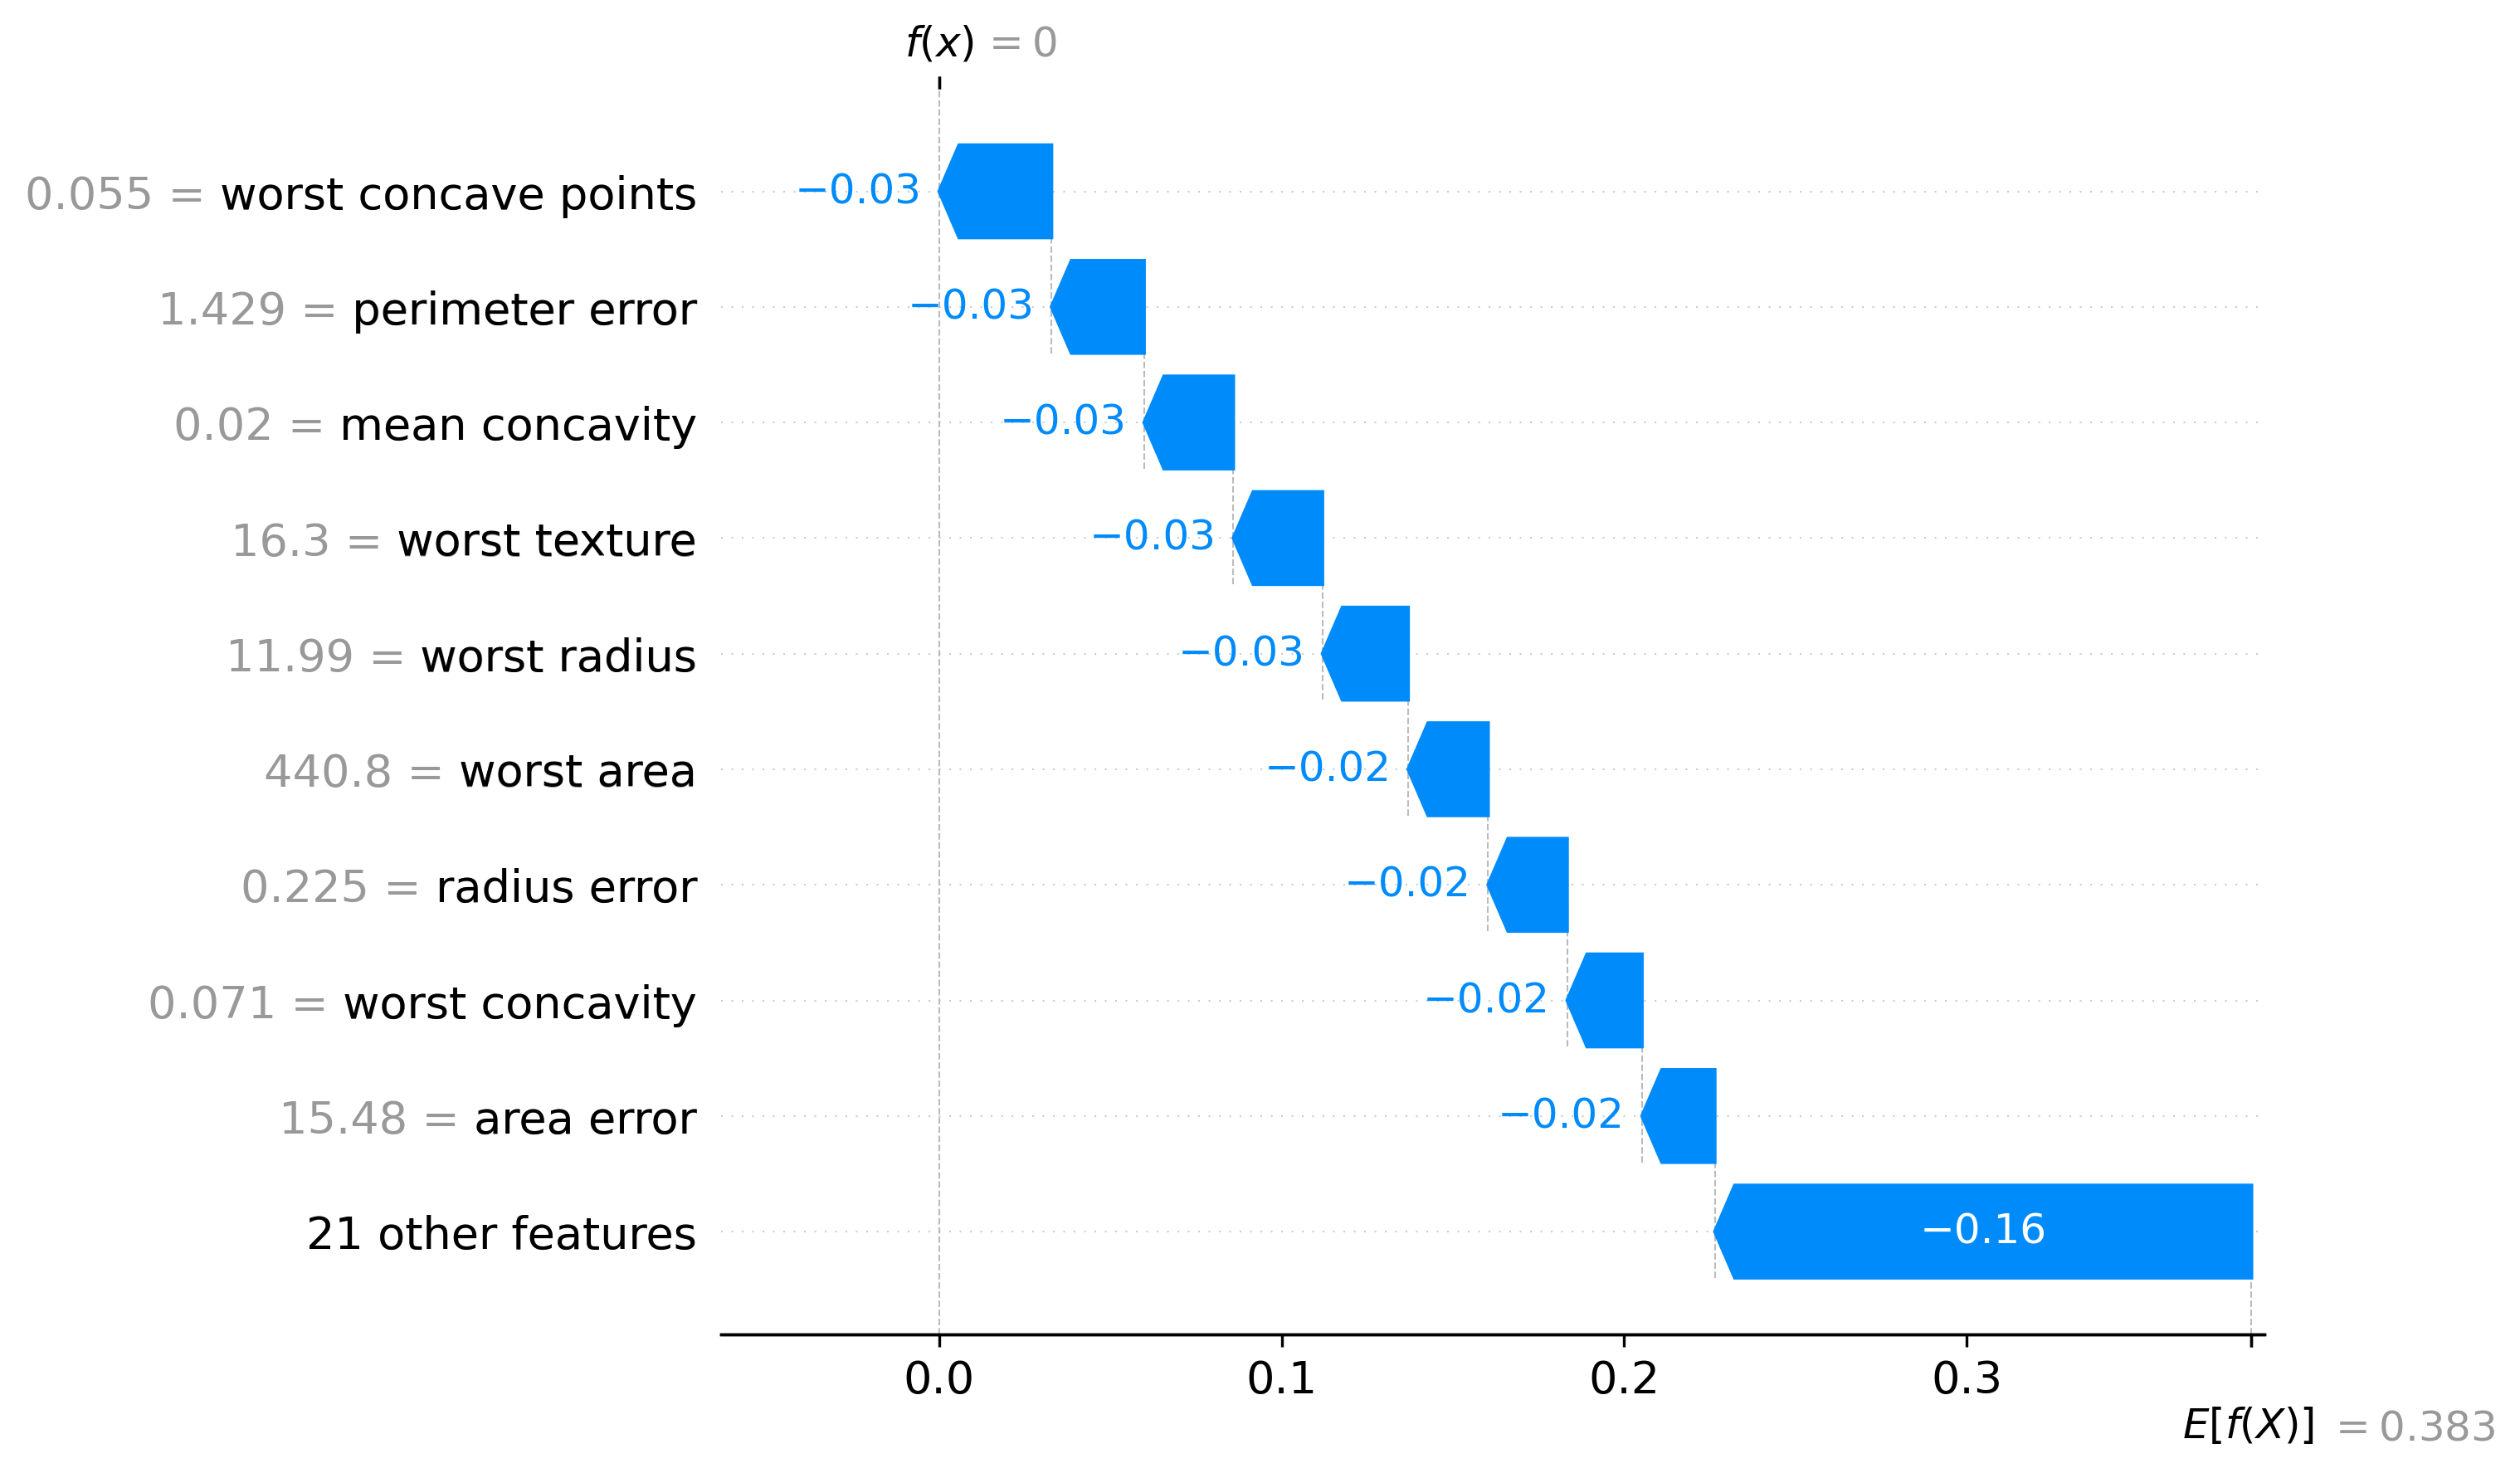 f(x) = 0
0.055 = worst concave points −0.03
1.429 = perimeter error −0.03
0.02 = mean concavity −0.03
16.3 = worst texture −0.03
11.99 = worst radius −0.03
440.8 = worst area −0.02
0.225 = radius error −0.02
0.071 = worst concavity −0.02
15.48 = area error −0.02
21 other features −0.16
0.0 0.1 0.2 0.3
E[f(X)] = 0.383